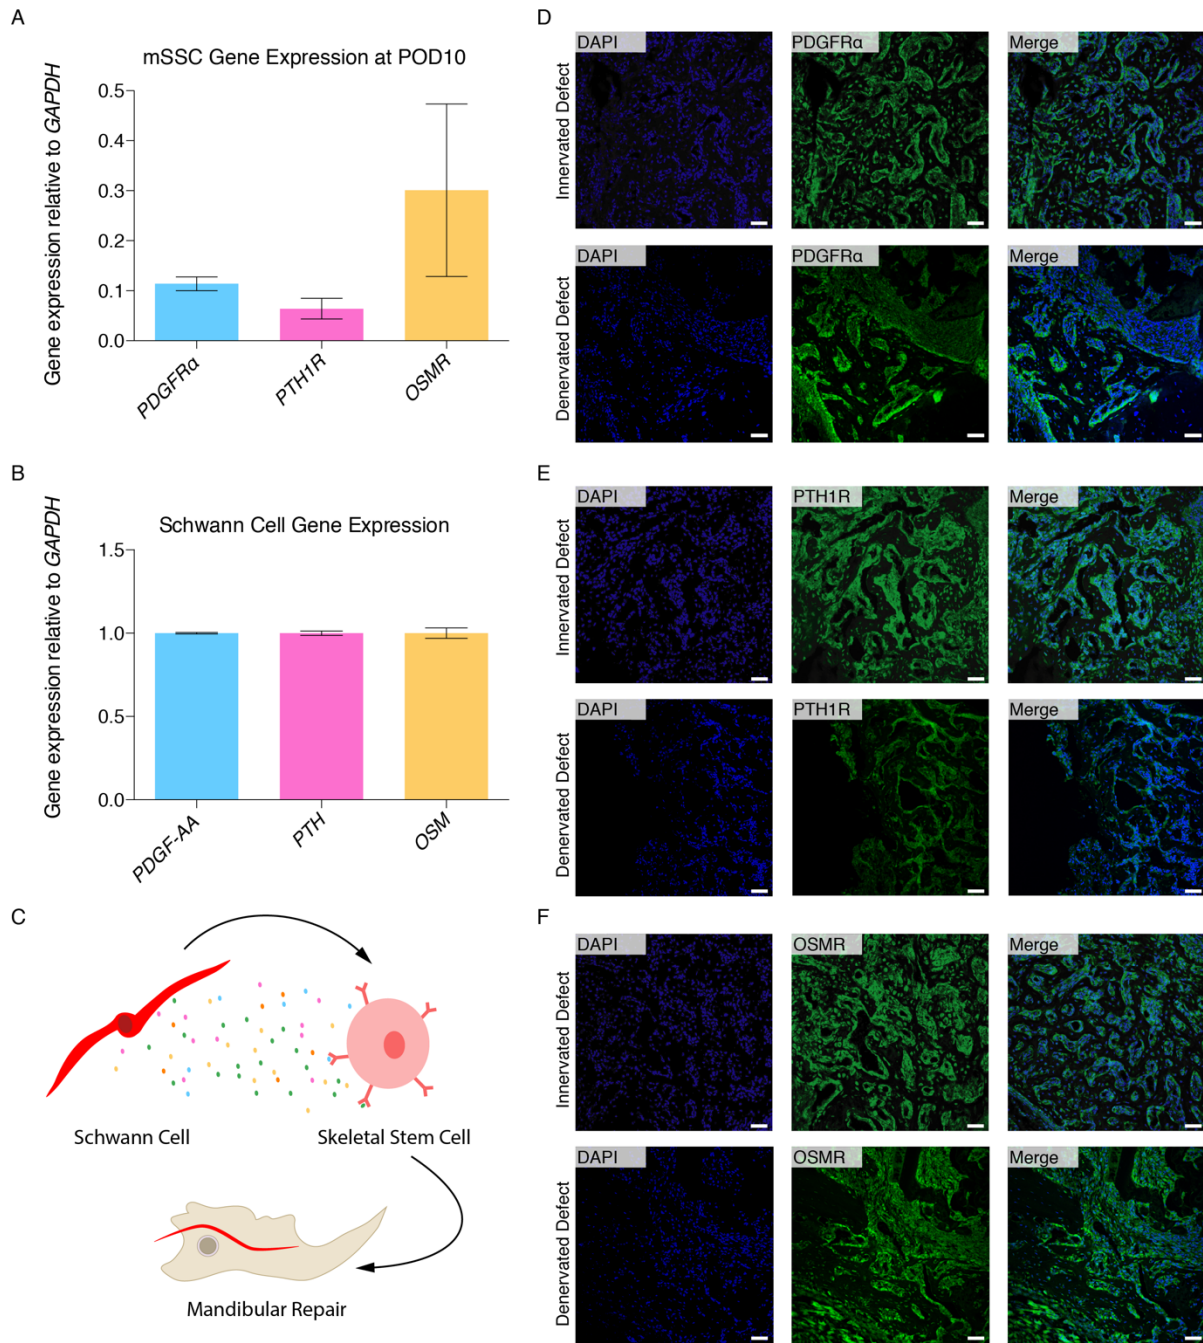 A
mSSC Gene Expression at POD10
Gene expression relative to GAPDH
0.5
0.4
0.3
0.2
0.1
0.0
PDGFRα
PTH1R
OSMR
B
Schwann Cell Gene Expression
Gene expression relative to GAPDH
1.5
1.0
0.5
0.0
PDGF-AA
PTH
OSM
C
Schwann Cell
Skeletal Stem Cell
Mandibular Repair
D
Innervated Defect
DAPI
PDGFRα
Merge
Denervated Defect
DAPI
PDGFRα
Merge
E
Innervated Defect
DAPI
PTH1R
Merge
Denervated Defect
DAPI
PTH1R
Merge
F
Innervated Defect
DAPI
OSMR
Merge
Denervated Defect
DAPI
OSMR
Merge